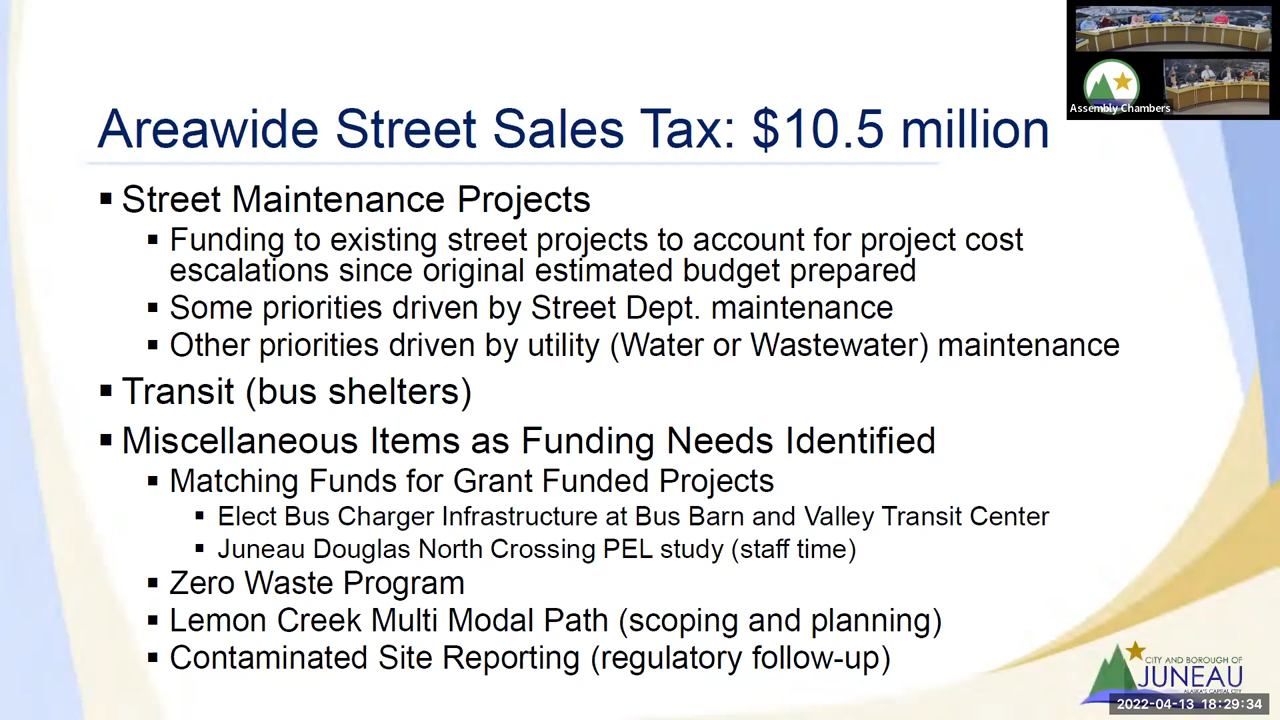 Assembly Chambers
Areawide Street Sales Tax: $10.5 million
▪ Street Maintenance Projects
▪ Funding to existing street projects to account for project cost
escalations since original estimated budget prepared
▪ Some priorities driven by Street Dept. maintenance
▪ Other priorities driven by utility (Water or Wastewater) maintenance
▪ Transit (bus shelters)
▪ Miscellaneous Items as Funding Needs Identified
▪ Matching Funds for Grant Funded Projects
▪ Elect Bus Charger Infrastructure at Bus Barn and Valley Transit Center
▪ Juneau Douglas North Crossing PEL study (staff time)
▪ Zero Waste Program
▪ Lemon Creek Multi Modal Path (scoping and planning)
▪ Contaminated Site Reporting (regulatory follow-up)
CITY AND BOROUGH OF
JUNEAU
ALASKA'S CAPITAL CITY
2022-04-13 18:29:34